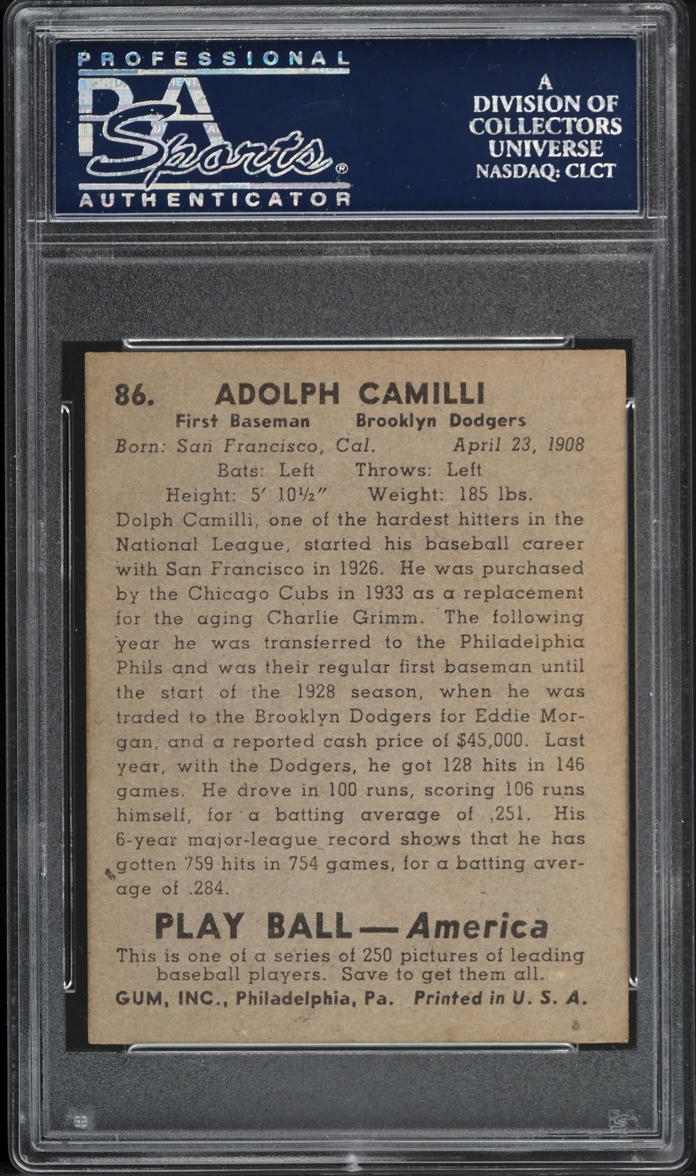 PROFESSIONAL
PSA
Sports®
AUTHENTICATOR
A
DIVISION OF
COLLECTORS
UNIVERSE
NASDAQ: CLCT
86. ADOLPH CAMILLI
First Baseman Brooklyn Dodgers
Born: San Francisco, Cal. April 23, 1908
Bats: Left Throws: Left
Height: 5′ 10½″ Weight: 185 lbs.
Dolph Camilli, one of the hardest hitters in the
National League, started his baseball career
with San Francisco in 1926. He was purchased
by the Chicago Cubs in 1933 as a replacement
for the aging Charlie Grimm. The following
year he was transferred to the Philadelphia
Phils and was their regular first baseman until
the start of the 1928 season, when he was
traded to the Brooklyn Dodgers for Eddie Mor-
gan, and a reported cash price of $45,000. Last
year, with the Dodgers, he got 128 hits in 146
games. He drove in 100 runs, scoring 106 runs
himself, for a batting average of .251. His
6-year major-league record shows that he has
gotten 759 hits in 754 games, for a batting aver-
age of .284.
PLAY BALL—America
This is one of a series of 250 pictures of leading
baseball players. Save to get them all.
GUM, INC., Philadelphia, Pa. Printed in U. S. A.